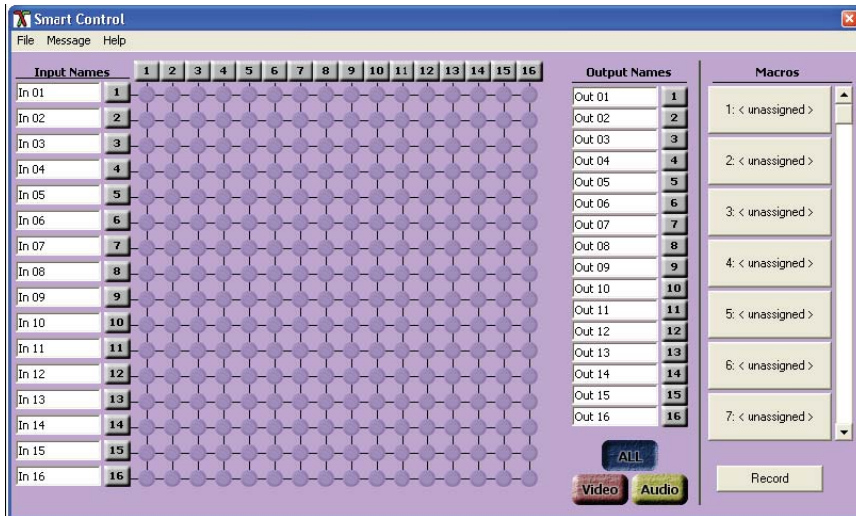 Smart Control
File Message Help
Input Names 1 2 3 4 5 6 7 8 9 10 11 12 13 14 15 16
In 01 1
In 02 2
In 03 3
In 04 4
In 05 5
In 06 6
In 07 7
In 08 8
In 09 9
In 10 10
In 11 11
In 12 12
In 13 13
In 14 14
In 15 15
In 16 16
Output Names
Out 01 1
Out 02 2
Out 03 3
Out 04 4
Out 05 5
Out 06 6
Out 07 7
Out 08 8
Out 09 9
Out 10 10
Out 11 11
Out 12 12
Out 13 13
Out 14 14
Out 15 15
Out 16 16
ALL
Video Audio
Macros
1: < unassigned >
2: < unassigned >
3: < unassigned >
4: < unassigned >
5: < unassigned >
6: < unassigned >
7: < unassigned >
Record